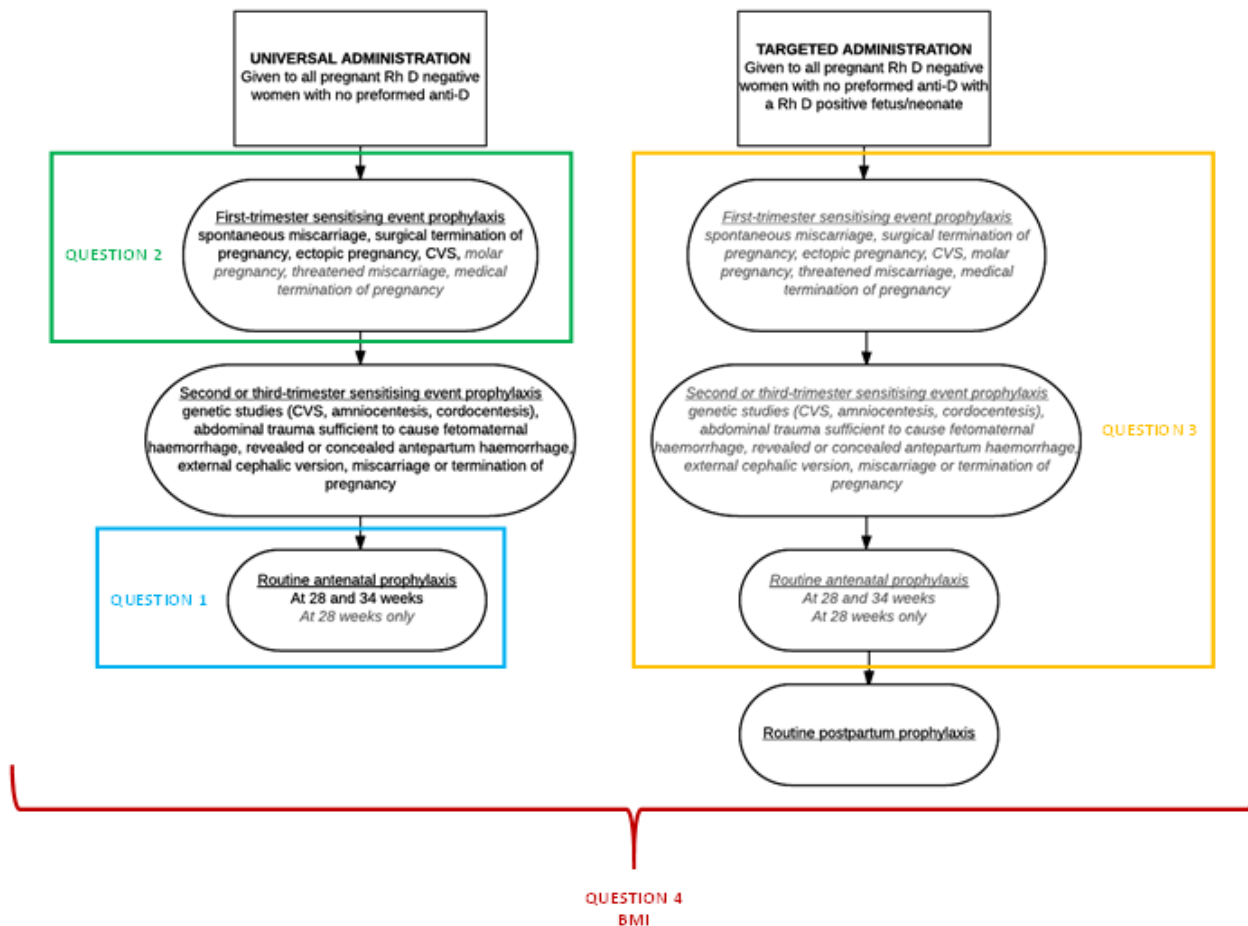 UNIVERSAL ADMINISTRATION
Given to all pregnant Rh D negative
women with no preformed anti-D
TARGETED ADMINISTRATION
Given to all pregnant Rh D negative
women with no preformed anti-D with
a Rh D positive fetus/neonate
QUESTION 2
First-trimester sensitising event prophylaxis
spontaneous miscarriage, surgical termination of
pregnancy, ectopic pregnancy, CVS, molar
pregnancy, threatened miscarriage, medical
termination of pregnancy
First-trimester sensitising event prophylaxis
spontaneous miscarriage, surgical termination of
pregnancy, ectopic pregnancy, CVS, molar
pregnancy, threatened miscarriage, medical
termination of pregnancy
Second or third-trimester sensitising event prophylaxis
genetic studies (CVS, amniocentesis, cordocentesis),
abdominal trauma sufficient to cause fetomaternal
haemorrhage, revealed or concealed antepartum haemorrhage,
external cephalic version, miscarriage or termination of
pregnancy
Second or third-trimester sensitising event prophylaxis
genetic studies (CVS, amniocentesis, cordocentesis),
abdominal trauma sufficient to cause fetomaternal
haemorrhage, revealed or concealed antepartum haemorrhage,
external cephalic version, miscarriage or termination of
pregnancy
QUESTION 3
QUESTION 1
Routine antenatal prophylaxis
At 28 and 34 weeks
At 28 weeks only
Routine antenatal prophylaxis
At 28 and 34 weeks
At 28 weeks only
Routine postpartum prophylaxis
QUESTION 4
BMI